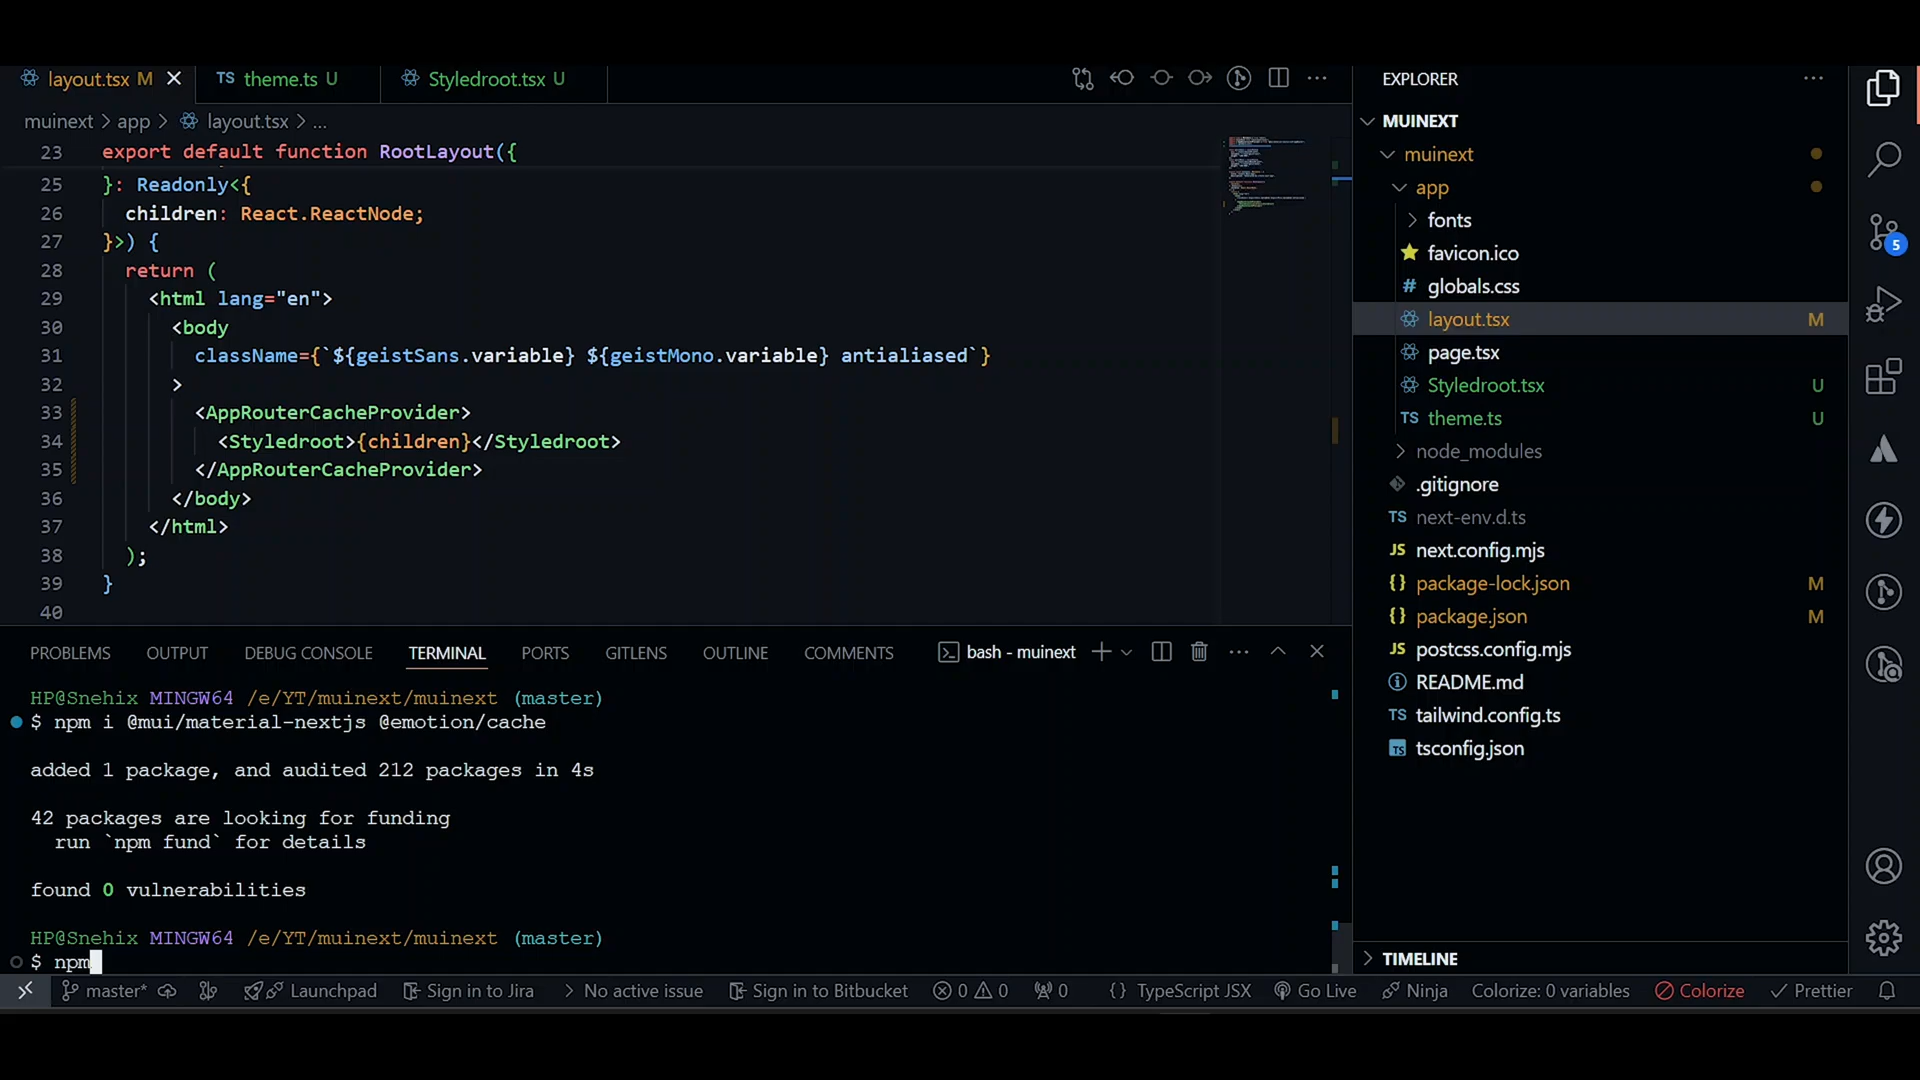 layout.tsx M
TS theme.ts U
Styledroot.tsx U
muinext > app > layout.tsx > ...
23 export default function RootLayout({
25 }: Readonly<{
26 children: React.ReactNode;
27 }>) {
28 return (
29 <html lang="en">
30 <body
31 className={`${geistSans.variable} ${geistMono.variable} antialiased`}
32 >
33 <AppRouterCacheProvider>
34 <Styledroot>{children}</Styledroot>
35 </AppRouterCacheProvider>
36 </body>
37 </html>
38 );
39 }
40
PROBLEMS OUTPUT DEBUG CONSOLE TERMINAL PORTS GITLENS OUTLINE COMMENTS
bash - muinext
HP@Snehix MINGW64 /e/YT/muinext/muinext (master)
$ npm i @mui/material-nextjs @emotion/cache
added 1 package, and audited 212 packages in 4s
42 packages are looking for funding
run `npm fund` for details
found 0 vulnerabilities
HP@Snehix MINGW64 /e/YT/muinext/muinext (master)
$ npm
EXPLORER
MUINEXT
muinext
app
fonts
favicon.ico
# globals.css
layout.tsx M
page.tsx
Styledroot.tsx U
TS theme.ts U
node_modules
.gitignore
TS next-env.d.ts
JS next.config.mjs
{} package-lock.json M
{} package.json M
JS postcss.config.mjs
README.md
TS tailwind.config.ts
TS tsconfig.json
TIMELINE
5
master* Launchpad Sign in to Jira No active issue Sign in to Bitbucket 0 0 0 {} TypeScript JSX Go Live Ninja Colorize: 0 variables Colorize Prettier